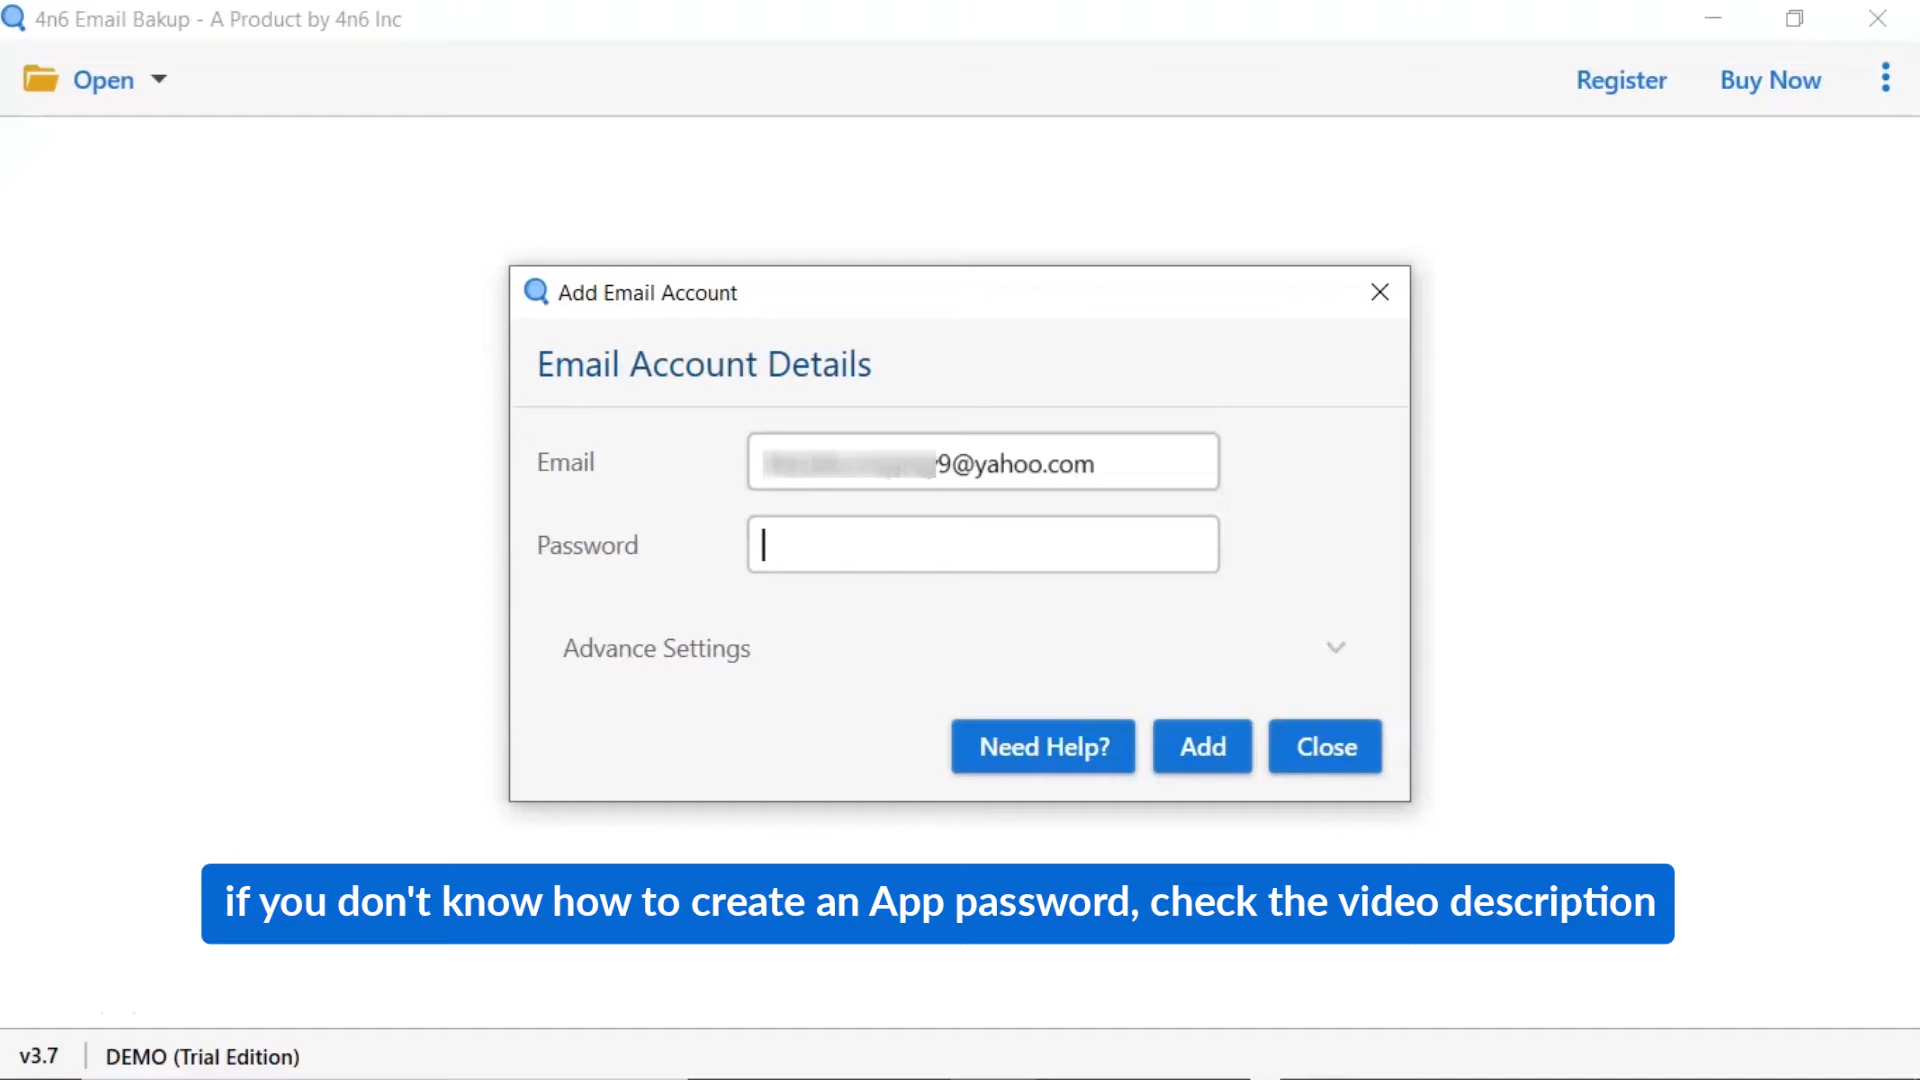 4n6 Email Bakup - A Product by 4n6 Inc
Open
Register
Buy Now
Add Email Account
Email Account Details
Email
9@yahoo.com
Password
Advance Settings
Need Help?
Add
Close
if you don't know how to create an App password, check the video description
v3.7
DEMO (Trial Edition)